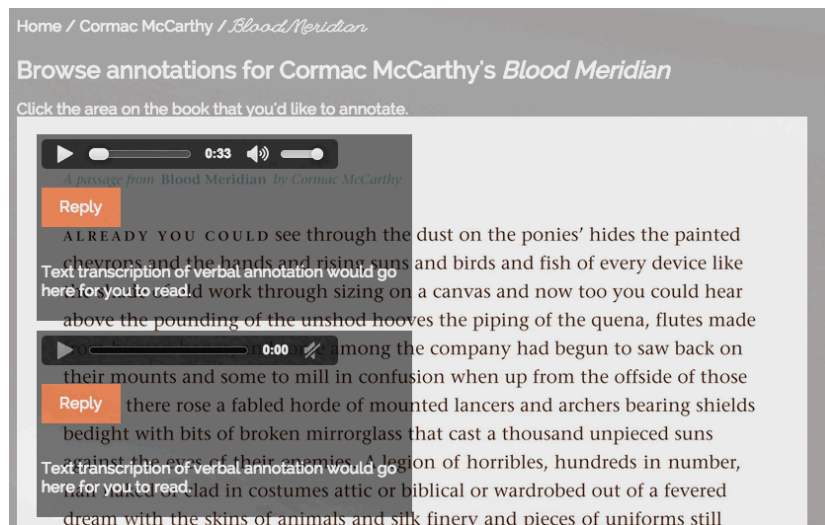 Home / Cormac McCarthy / Blood Meridian
Browse annotations for Cormac McCarthy's Blood Meridian
Click the area on the book that you'd like to annotate.
0:33
A passage from Blood Meridian by Cormac McCarthy
Reply
ALREADY YOU COULD see through the dust on the ponies' hides the painted
chevrons and the hands and rising suns and birds and fish of every device like
Text transcription of verbal annotation would go
here for you to read.
work through sizing on a canvas and now too you could hear
above the pounding of the unshod hooves the piping of the quena, flutes made
0:00
among the company had begun to saw back on
their mounts and some to mill in confusion when up from the offside of those
Reply
there rose a fabled horde of mounted lancers and archers bearing shields
bedight with bits of broken mirrorglass that cast a thousand unpieced suns
against the eyes of their enemies. A legion of horribles, hundreds in number,
Text transcription of verbal annotation would go
here for you to read.
clad in costumes attic or biblical or wardrobed out of a fevered
dream with the skins of animals and silk finery and pieces of uniforms still